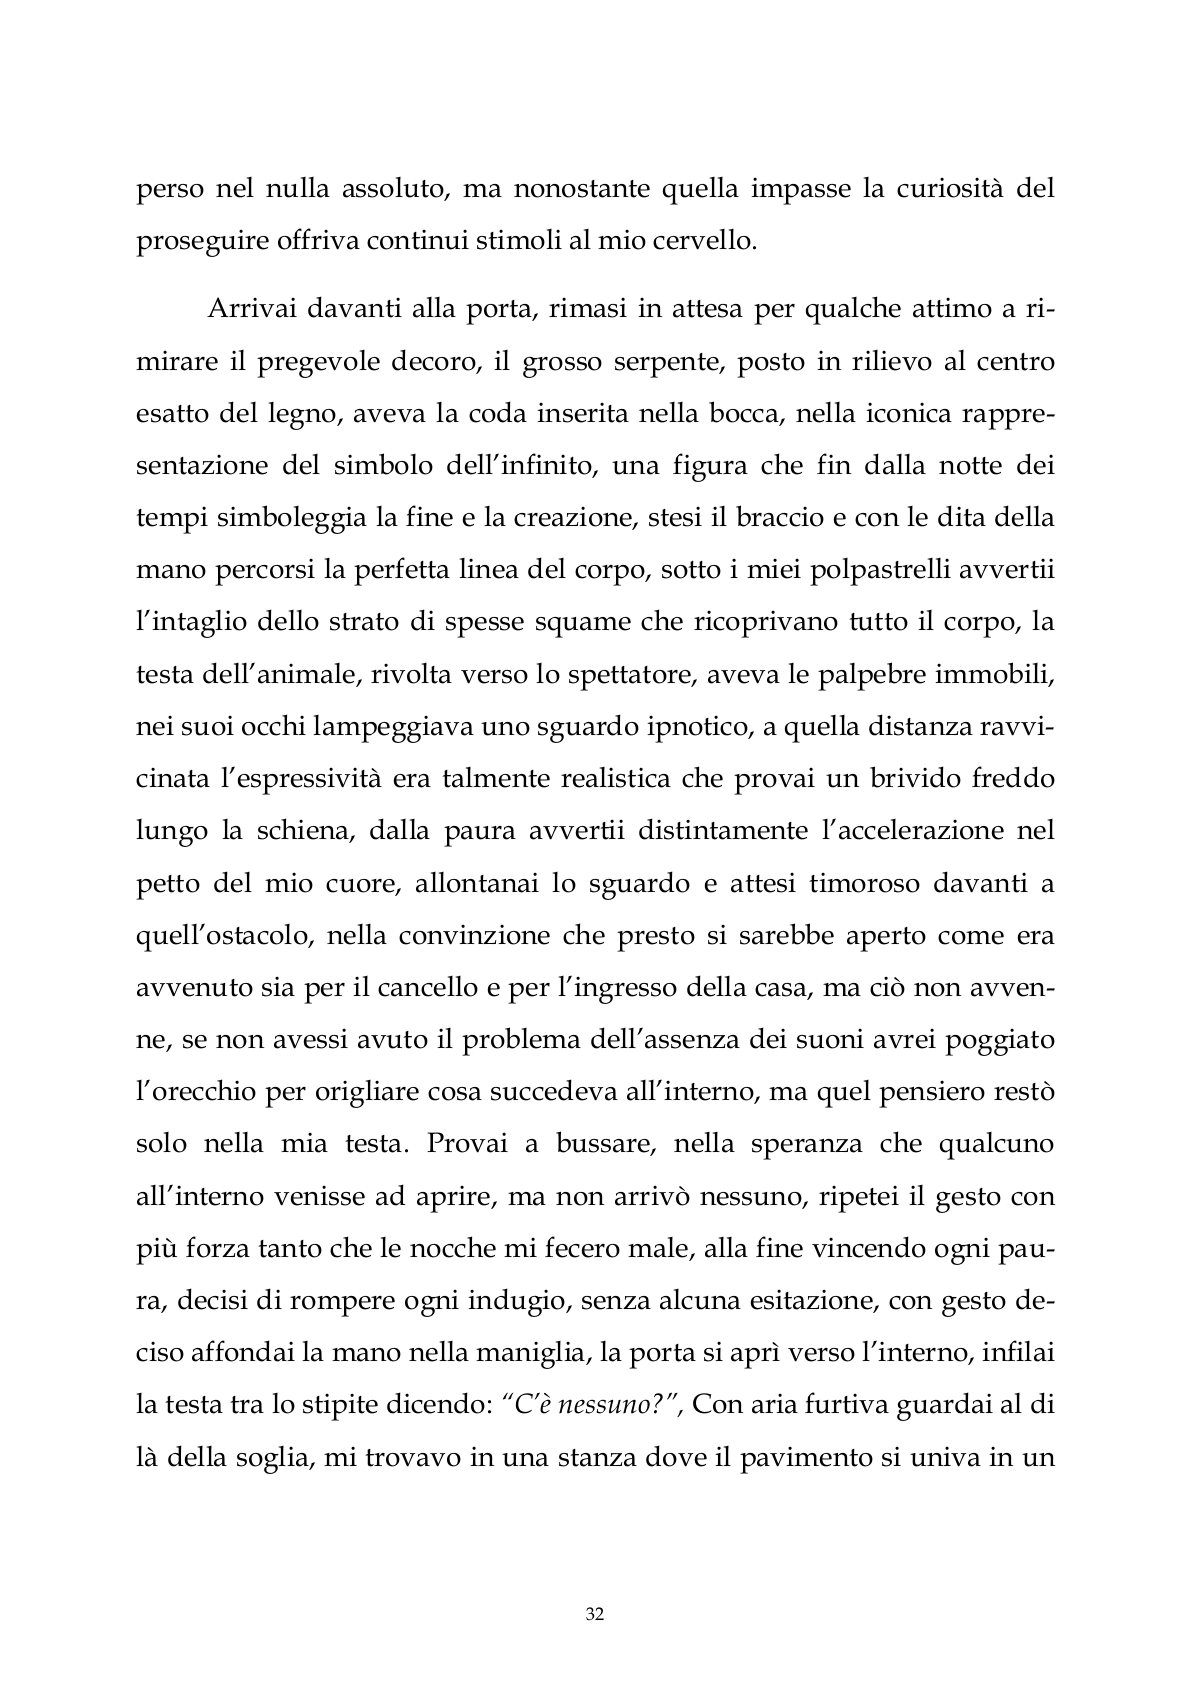 perso nel nulla assoluto, ma nonostante quella impasse la curiosità del
proseguire offriva continui stimoli al mio cervello.
Arrivai davanti alla porta, rimasi in attesa per qualche attimo a ri-
mirare il pregevole decoro, il grosso serpente, posto in rilievo al centro
esatto del legno, aveva la coda inserita nella bocca, nella iconica rappre-
sentazione del simbolo dell’infinito, una figura che fin dalla notte dei
tempi simboleggia la fine e la creazione, stesi il braccio e con le dita della
mano percorsi la perfetta linea del corpo, sotto i miei polpastrelli avvertii
l’intaglio dello strato di spesse squame che ricoprivano tutto il corpo, la
testa dell’animale, rivolta verso lo spettatore, aveva le palpebre immobili,
nei suoi occhi lampeggiava uno sguardo ipnotico, a quella distanza ravvi-
cinata l’espressività era talmente realistica che provai un brivido freddo
lungo la schiena, dalla paura avvertii distintamente l’accelerazione nel
petto del mio cuore, allontanai lo sguardo e attesi timoroso davanti a
quell’ostacolo, nella convinzione che presto si sarebbe aperto come era
avvenuto sia per il cancello e per l’ingresso della casa, ma ciò non avven-
ne, se non avessi avuto il problema dell’assenza dei suoni avrei poggiato
l’orecchio per origliare cosa succedeva all’interno, ma quel pensiero restò
solo nella mia testa. Provai a bussare, nella speranza che qualcuno
all’interno venisse ad aprire, ma non arrivò nessuno, ripetei il gesto con
più forza tanto che le nocche mi fecero male, alla fine vincendo ogni pau-
ra, decisi di rompere ogni indugio, senza alcuna esitazione, con gesto de-
ciso affondai la mano nella maniglia, la porta si aprì verso l’interno, infilai
la testa tra lo stipite dicendo: “C’è nessuno?”, Con aria furtiva guardai al di
là della soglia, mi trovavo in una stanza dove il pavimento si univa in un
32